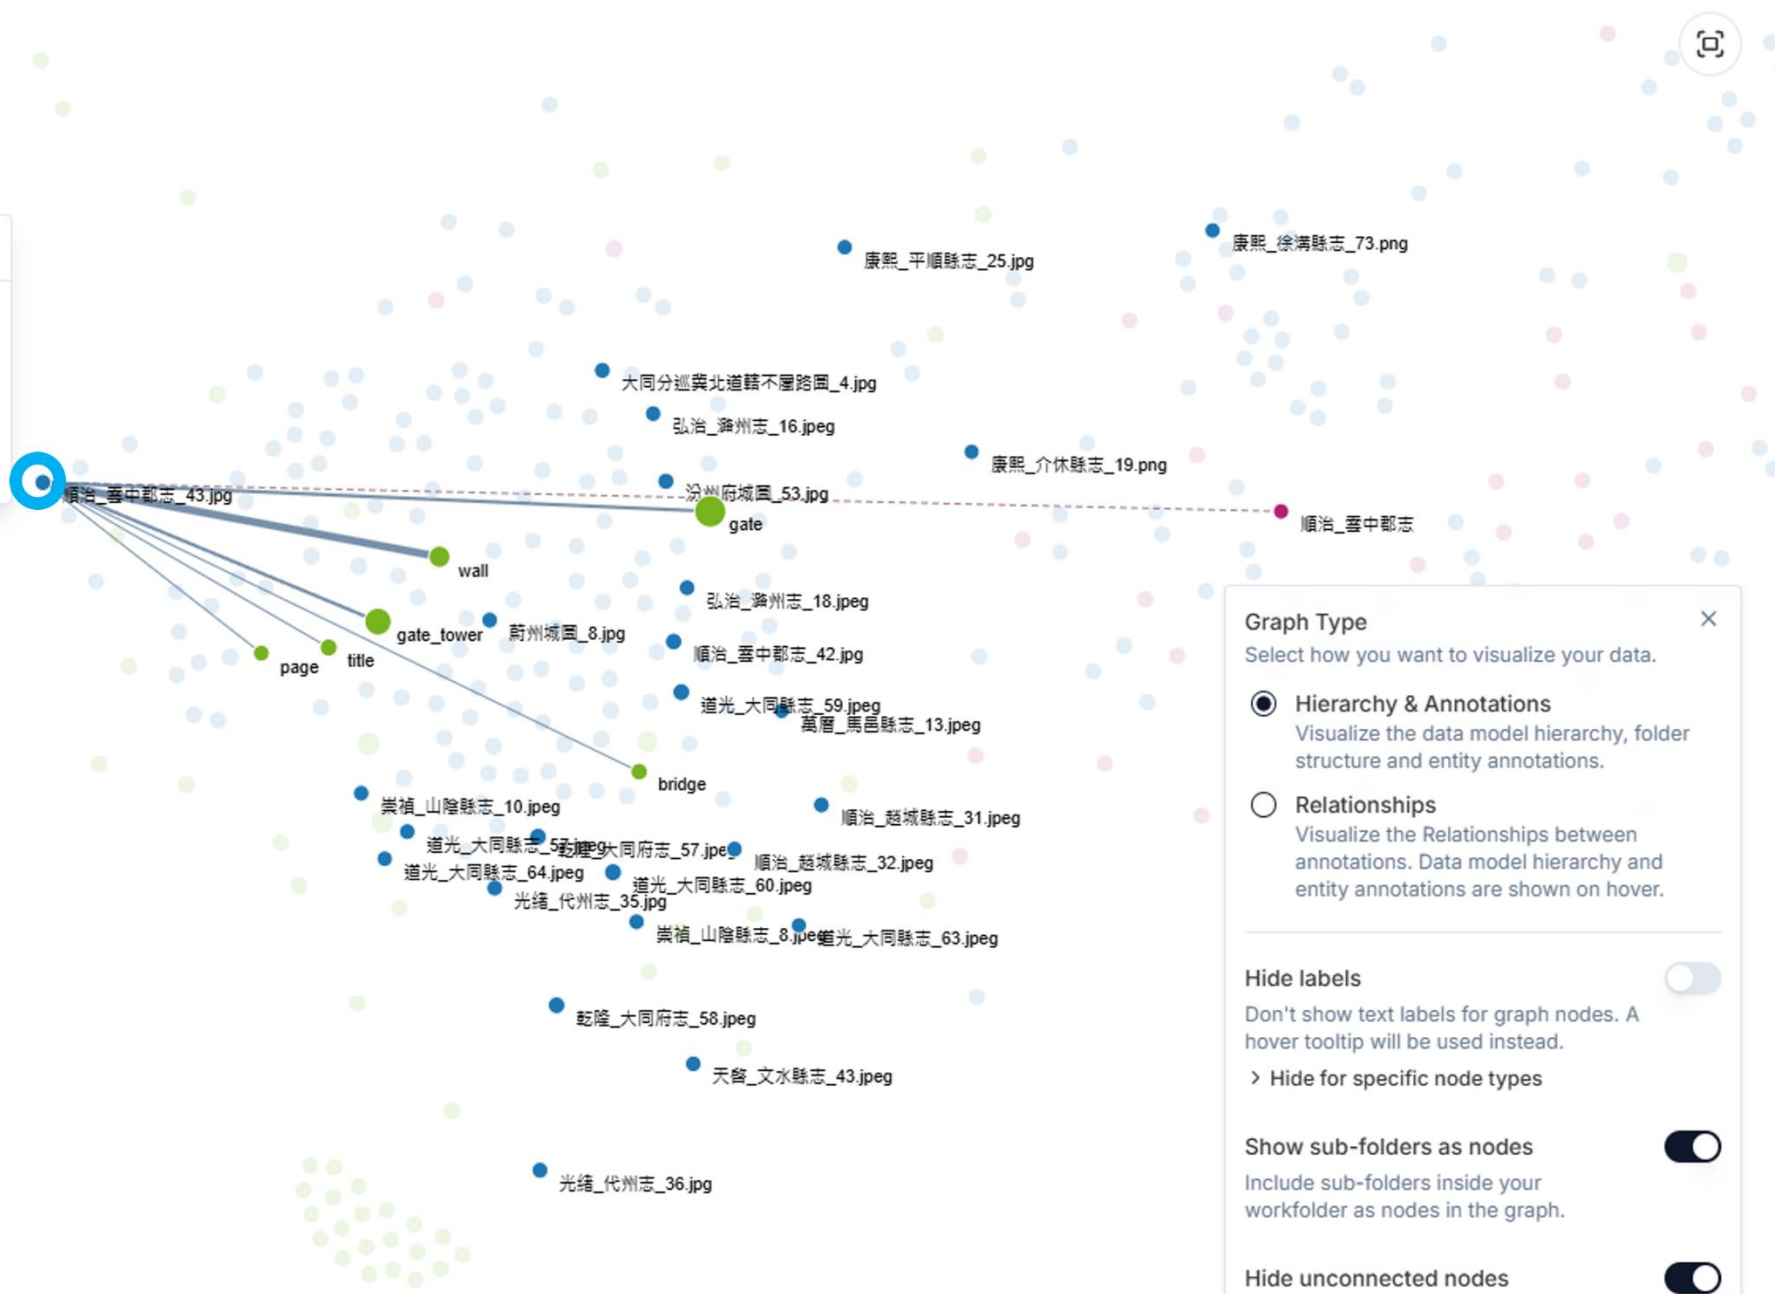 康熙_徐溝縣志_73.png
康熙_平順縣志_25.jpg
大同分巡冀北道轄不屬路圖_4.jpg
弘治_潞州志_16.jpeg
康熙_介休縣志_19.png
順治_雲中郡志_43.jpg
汾州府城圖_53.jpg
gate
順治_雲中郡志
wall
弘治_潞州志_18.jpeg
gate_tower
蔚州城圖_8.jpg
順治_雲中郡志_42.jpg
page
title
道光_大同縣志_59.jpeg
萬曆_馬邑縣志_13.jpeg
bridge
崇禎_山陰縣志_10.jpeg
順治_趙城縣志_31.jpeg
道光_大同縣志_57.jpeg
乾隆_大同府志_57.jpe
順治_趙城縣志_32.jpeg
道光_大同縣志_64.jpeg
道光_大同縣志_60.jpeg
光緒_代州志_35.jpg
崇禎_山陰縣志_8.jpeg
道光_大同縣志_63.jpeg
乾隆_大同府志_58.jpeg
天啓_文水縣志_43.jpeg
光緒_代州志_36.jpg
Graph Type
Select how you want to visualize your data.
Hierarchy & Annotations
Visualize the data model hierarchy, folder
structure and entity annotations.
Relationships
Visualize the Relationships between
annotations. Data model hierarchy and
entity annotations are shown on hover.
Hide labels
Don't show text labels for graph nodes. A
hover tooltip will be used instead.
Hide for specific node types
Show sub-folders as nodes
Include sub-folders inside your
workfolder as nodes in the graph.
Hide unconnected nodes